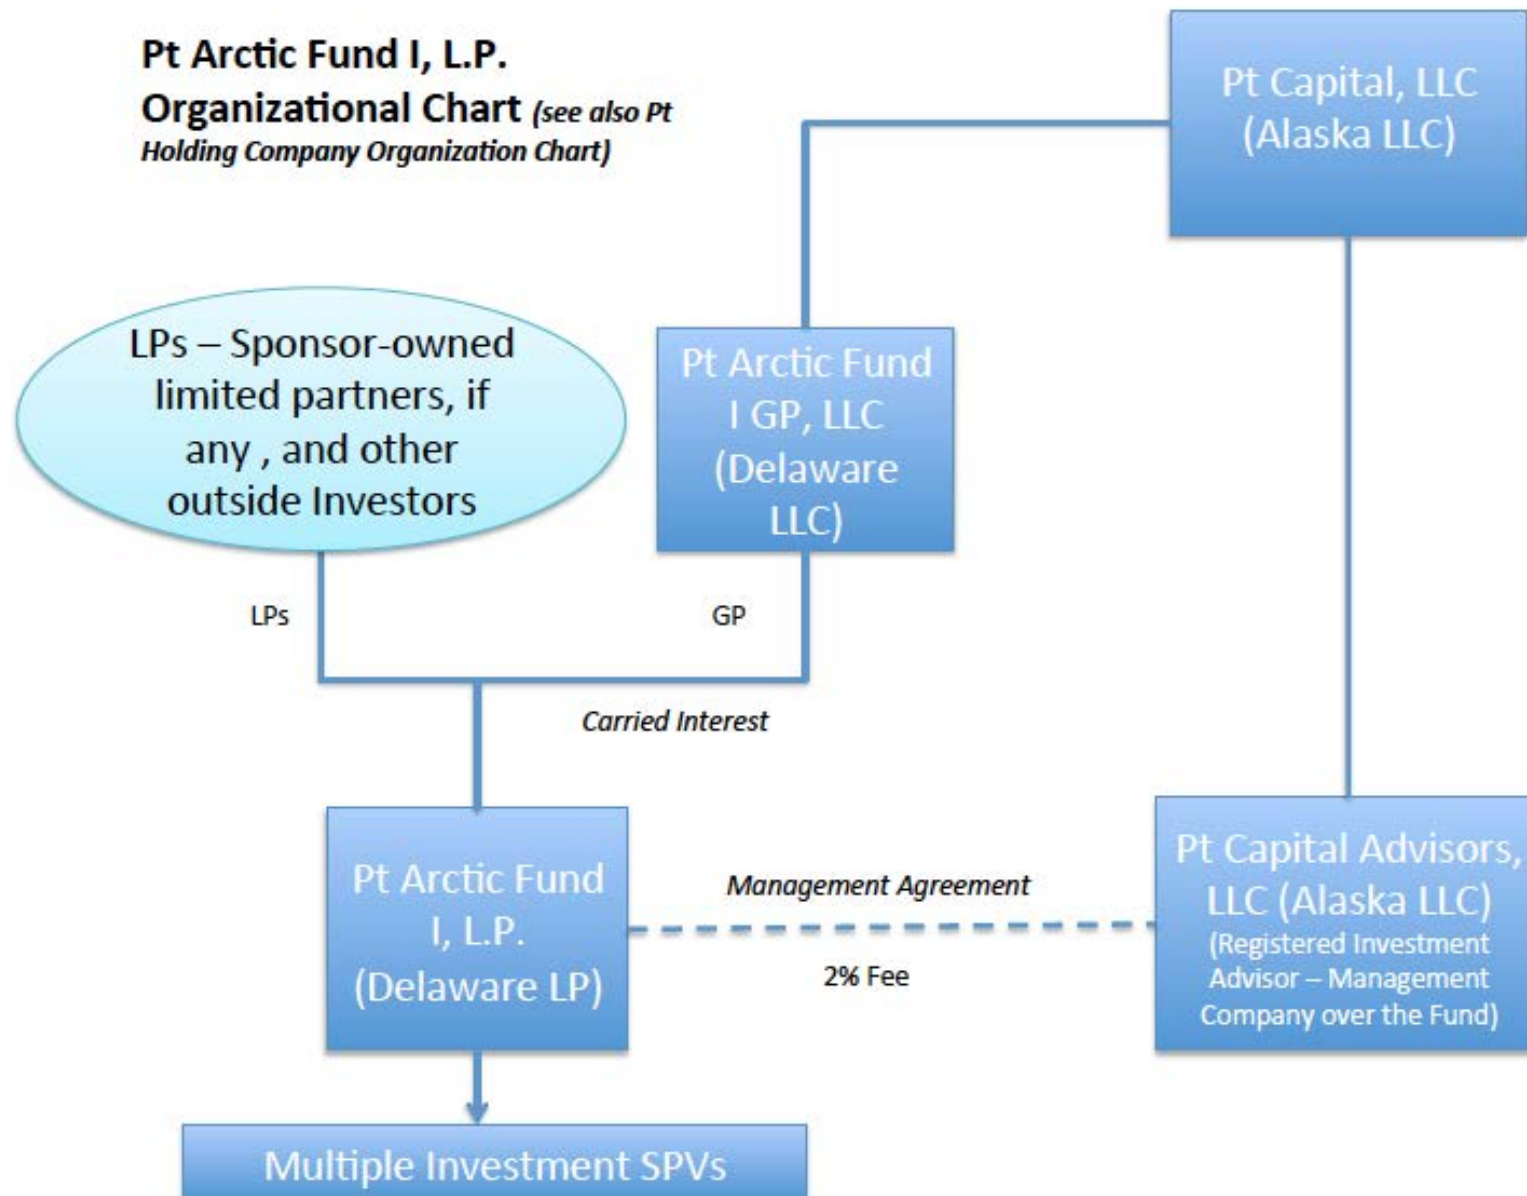 Pt Arctic Fund I, L.P.
Organizational Chart (see also Pt
Holding Company Organization Chart)
Pt Capital, LLC
(Alaska LLC)
LPs – Sponsor-owned
limited partners, if
any , and other
outside Investors
Pt Arctic Fund
I GP, LLC
(Delaware
LLC)
LPs
GP
Carried Interest
Pt Arctic Fund
I, L.P.
(Delaware LP)
Management Agreement
2% Fee
Pt Capital Advisors,
LLC (Alaska LLC)
(Registered Investment
Advisor – Management
Company over the Fund)
Multiple Investment SPVs